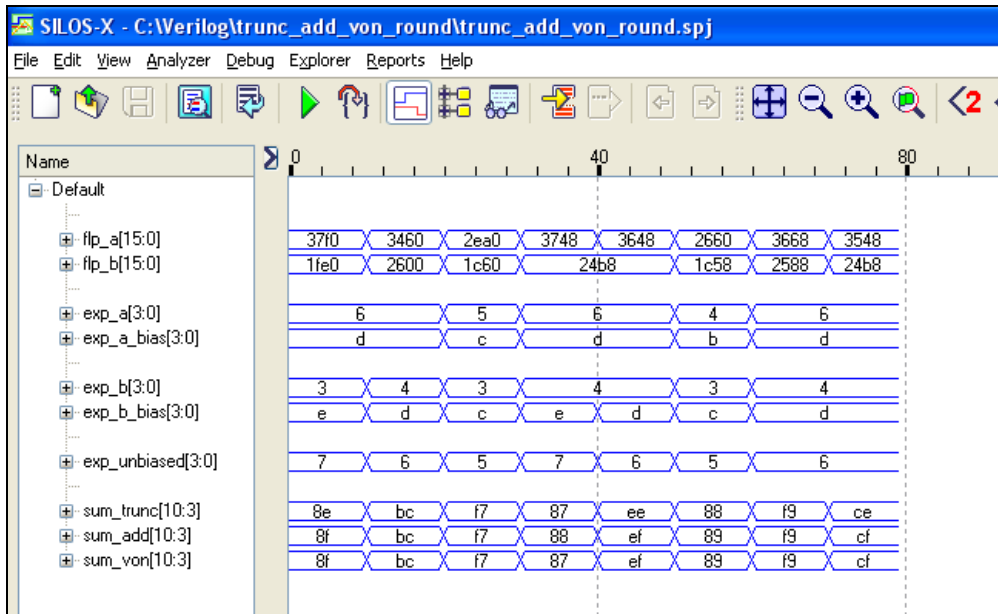 SILOS-X - C:\Verilog\trunc_add_von_round\trunc_add_von_round.spj
File Edit View Analyzer Debug Explorer Reports Help
2
Name 0 40 80
Default
flp_a[15:0] 37f0 3460 2ea0 3748 3648 2660 3668 3548
flp_b[15:0] 1fe0 2600 1c60 24b8 1c58 2588 24b8
exp_a[3:0] 6 5 6 4 6
exp_a_bias[3:0] d c d b d
exp_b[3:0] 3 4 3 4 3 4
exp_b_bias[3:0] e d c e d c d
exp_unbiased[3:0] 7 6 5 7 6 5 6
sum_trunc[10:3] 8e bc f7 87 ee 88 f9 ce
sum_add[10:3] 8f bc f7 88 ef 89 f9 cf
sum_von[10:3] 8f bc f7 87 ef 89 f9 cf